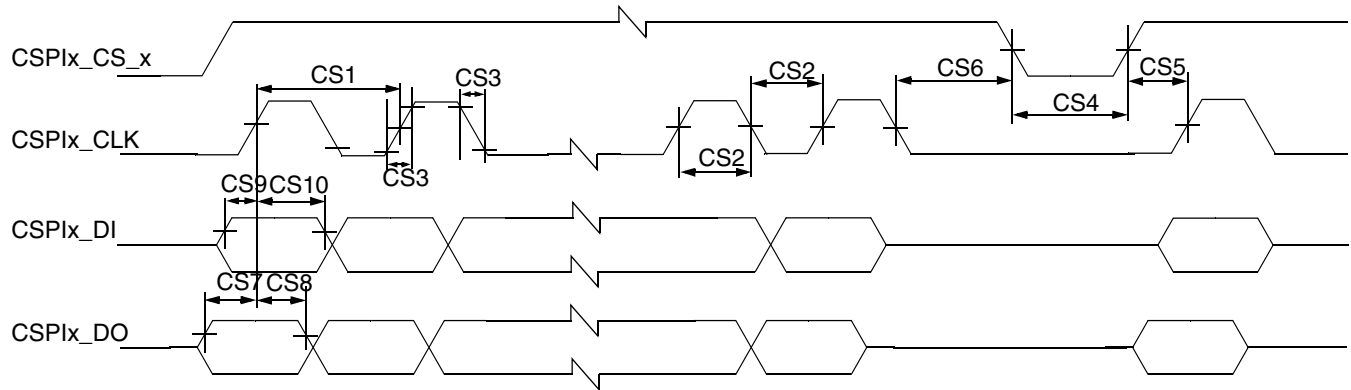 CSPIx_CS_x
CS1
CS3
CS2
CS6
CS5
CS4
CSPIx_CLK
CS3
CS2
CS9
CS10
CSPIx_DI
CS7
CS8
CSPIx_DO